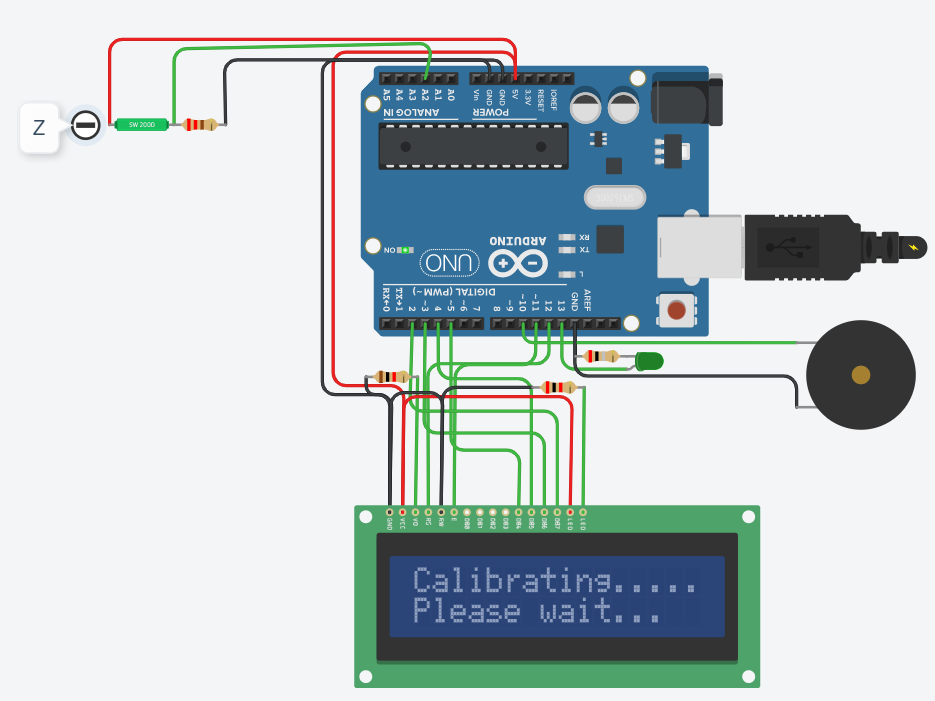 Z
SW 200D
A5
A4
A3
A2
A1
A0
Vin
GND
GND
5V
3.3V
RESET
IOREF
ANALOG IN
POWER
RX
TX
L
ON
UNO
ARDUINO
DIGITAL (PWM ~)
RX←0
TX→1
2
~3
4
~5
~6
7
8
~9
~10
~11
12
13
GND
AREF
GND
VCC
VO
RS
RW
E
DB0
DB1
DB2
DB3
DB4
DB5
DB6
DB7
LED
LED
Calibrating.....
Please wait...